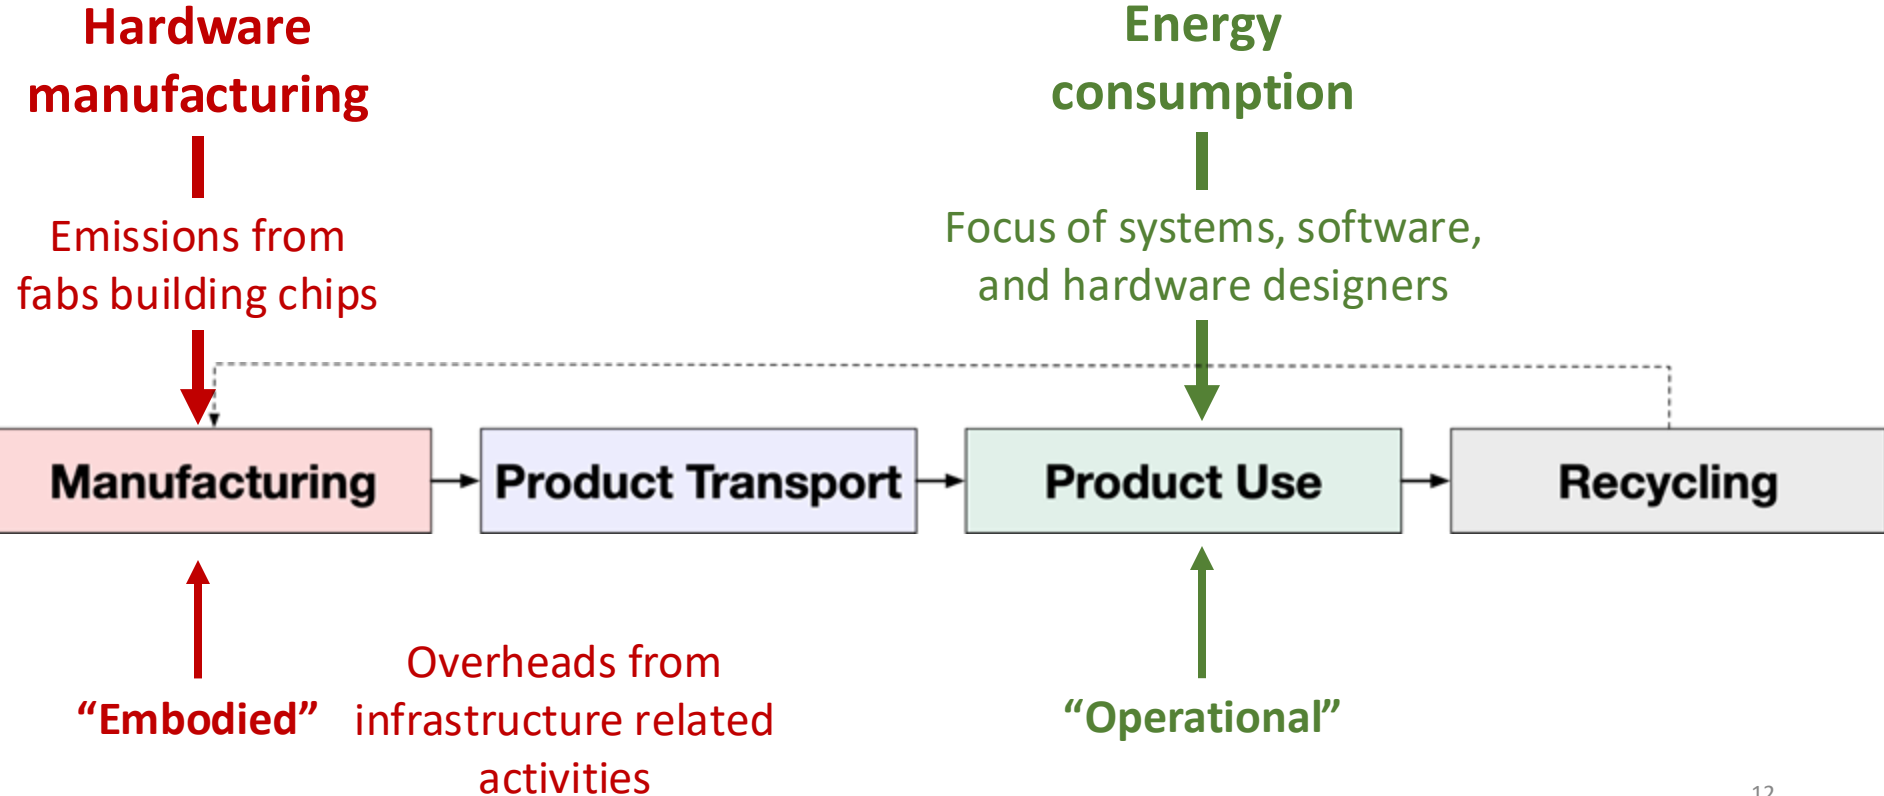 Hardware
manufacturing
Energy
consumption
Emissions from
fabs building chips
Focus of systems, software,
and hardware designers
Manufacturing
Product Transport
Product Use
Recycling
“Embodied”
Overheads from
infrastructure related
activities
“Operational”
12